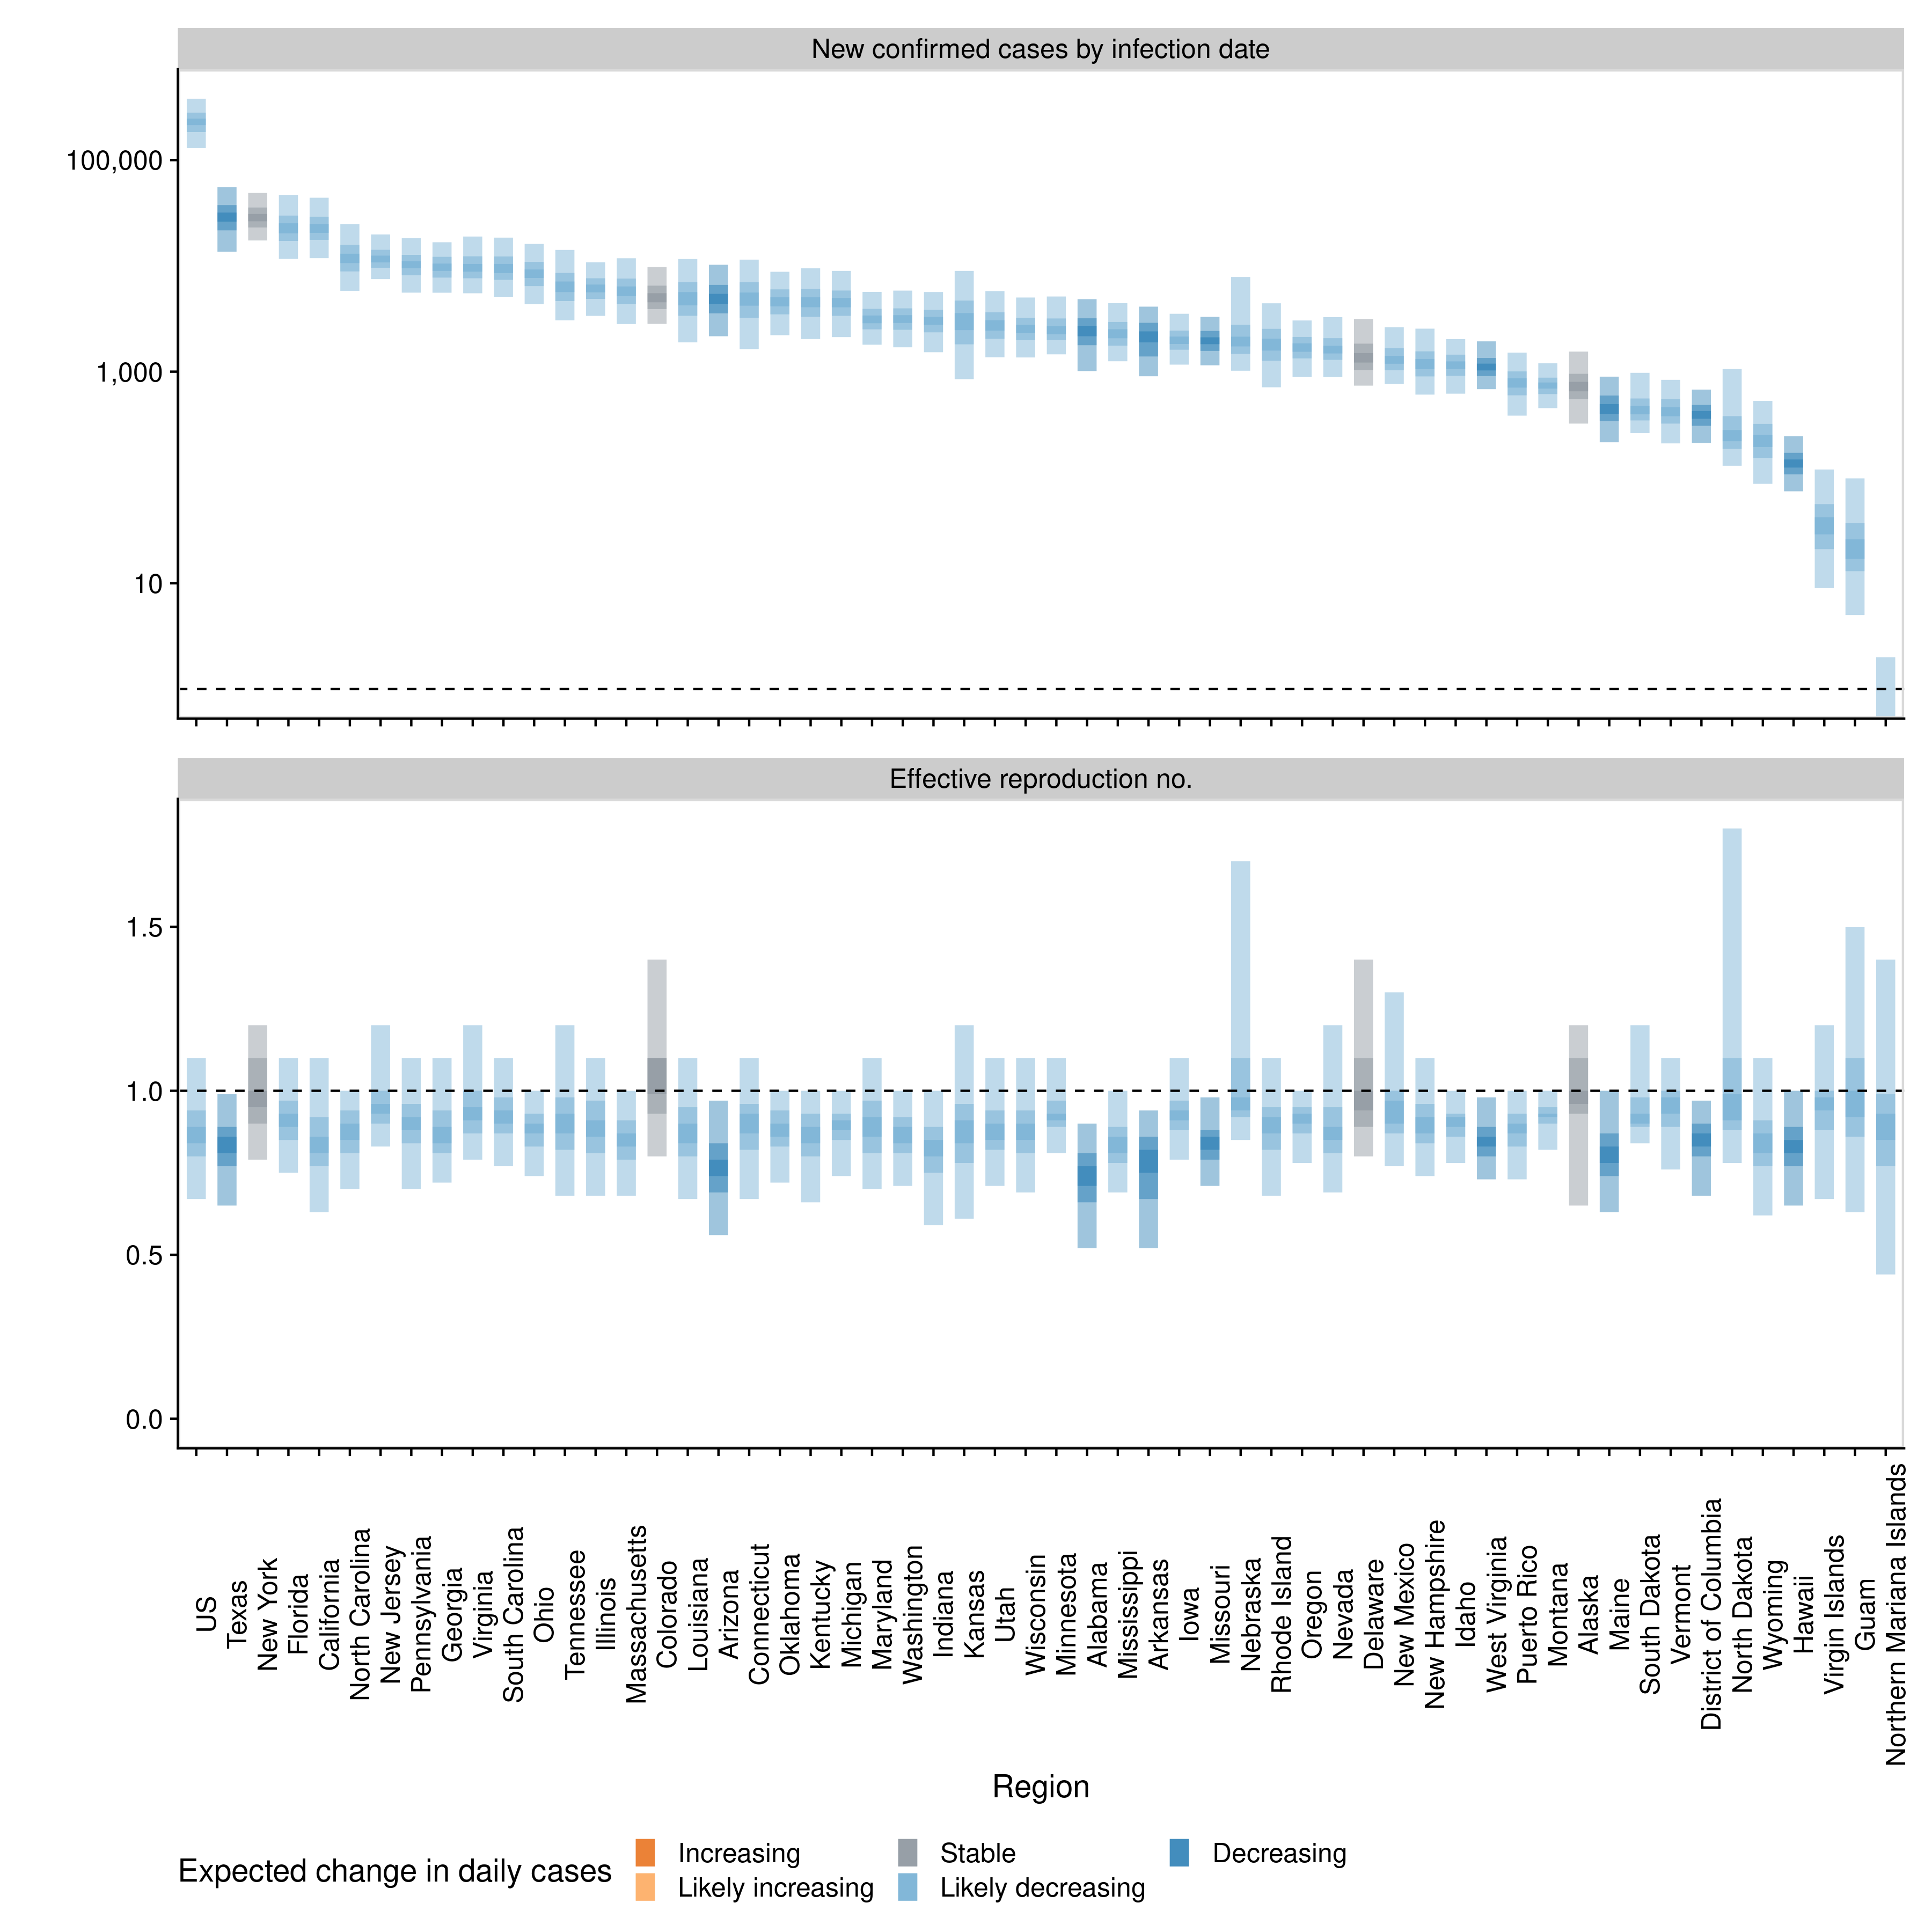 New confirmed cases by infection date
100,000
1,000
10
Effective reproduction no.
1.5
1.0
0.5
0.0
US
Texas
New York
Florida
California
North Carolina
New Jersey
Pennsylvania
Georgia
Virginia
South Carolina
Ohio
Tennessee
Illinois
Massachusetts
Colorado
Louisiana
Arizona
Connecticut
Oklahoma
Kentucky
Michigan
Maryland
Washington
Indiana
Kansas
Utah
Wisconsin
Minnesota
Alabama
Mississippi
Arkansas
Iowa
Missouri
Nebraska
Rhode Island
Oregon
Nevada
Delaware
New Mexico
New Hampshire
Idaho
West Virginia
Puerto Rico
Montana
Alaska
Maine
South Dakota
Vermont
District of Columbia
North Dakota
Wyoming
Hawaii
Virgin Islands
Guam
Northern Mariana Islands
Region
Expected change in daily cases
Increasing
Likely increasing
Stable
Likely decreasing
Decreasing